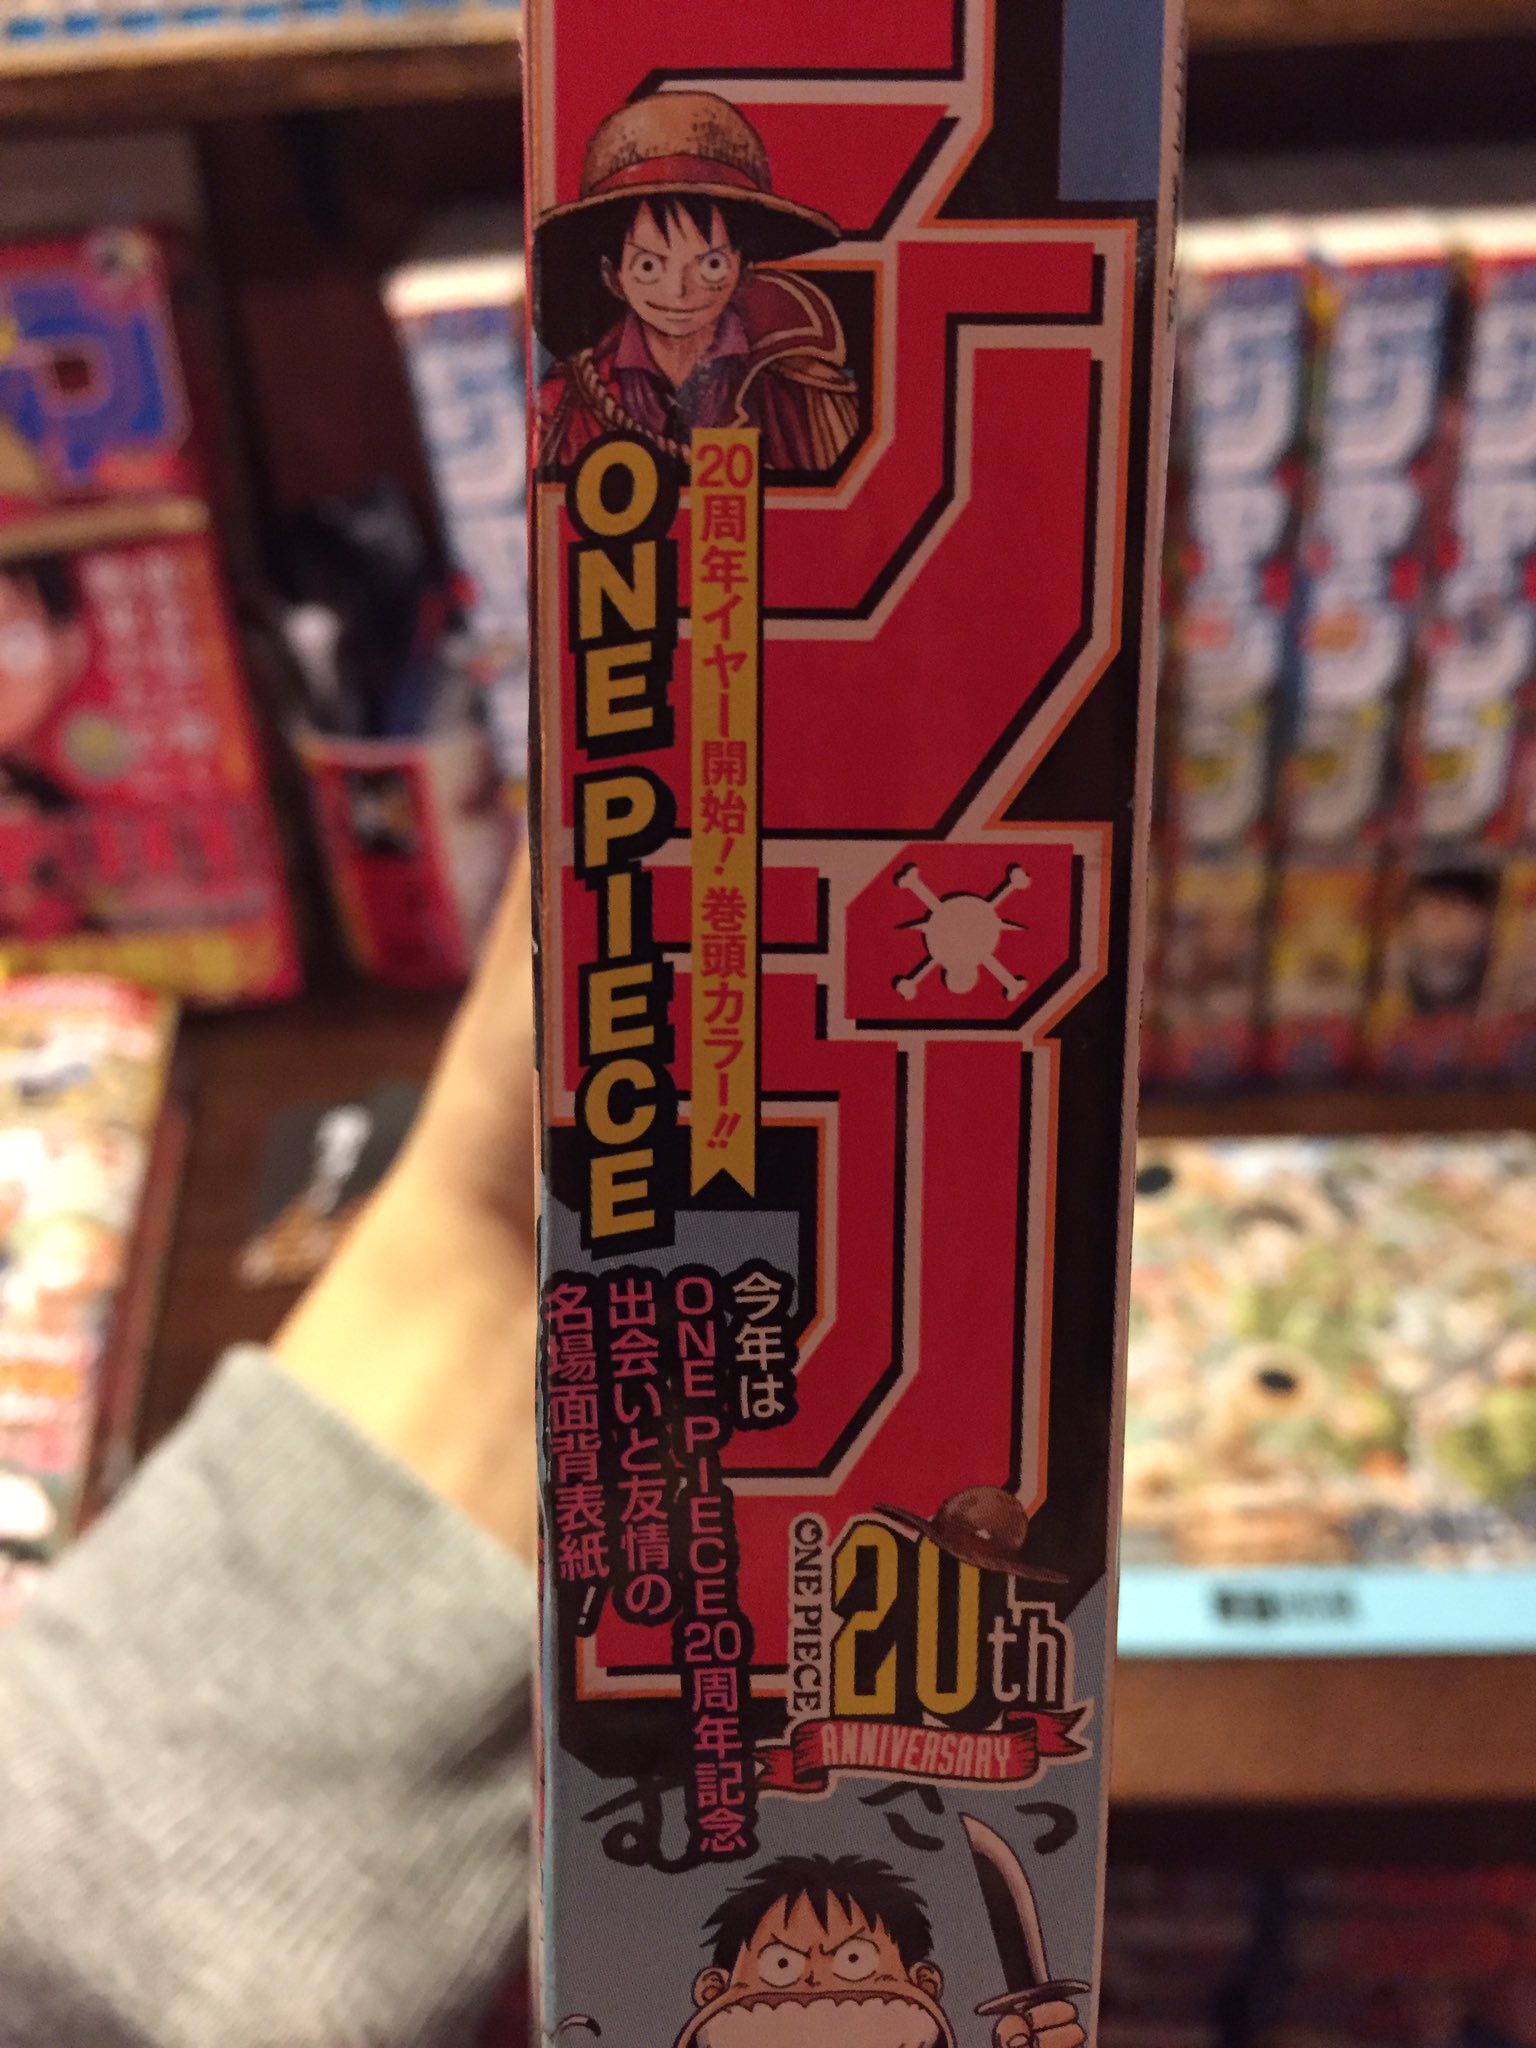 ONE PIECE
20周年イヤー開始！巻頭カラー!!
今年は
ONE PIECE20周年記念
出会いと友情の
名場面背表紙！
ONE PIECE
20th
ANNIVERSARY